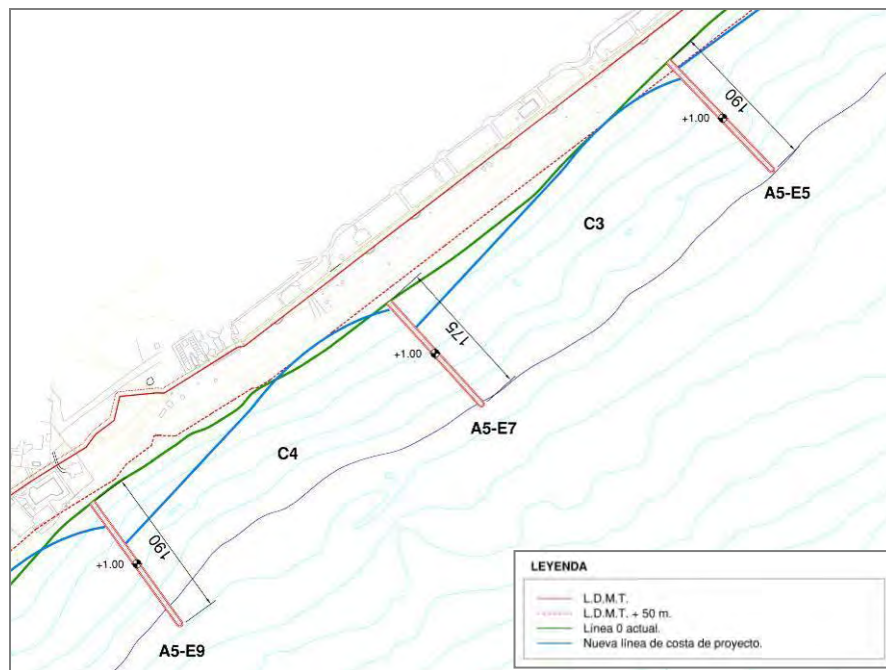 190
+1.00
A5-E5
C3
175
+1.00
A5-E7
C4
190
+1.00
A5-E9
LEYENDA
L.D.M.T.
L.D.M.T. + 50 m.
Línea 0 actual.
Nueva línea de costa de proyecto.